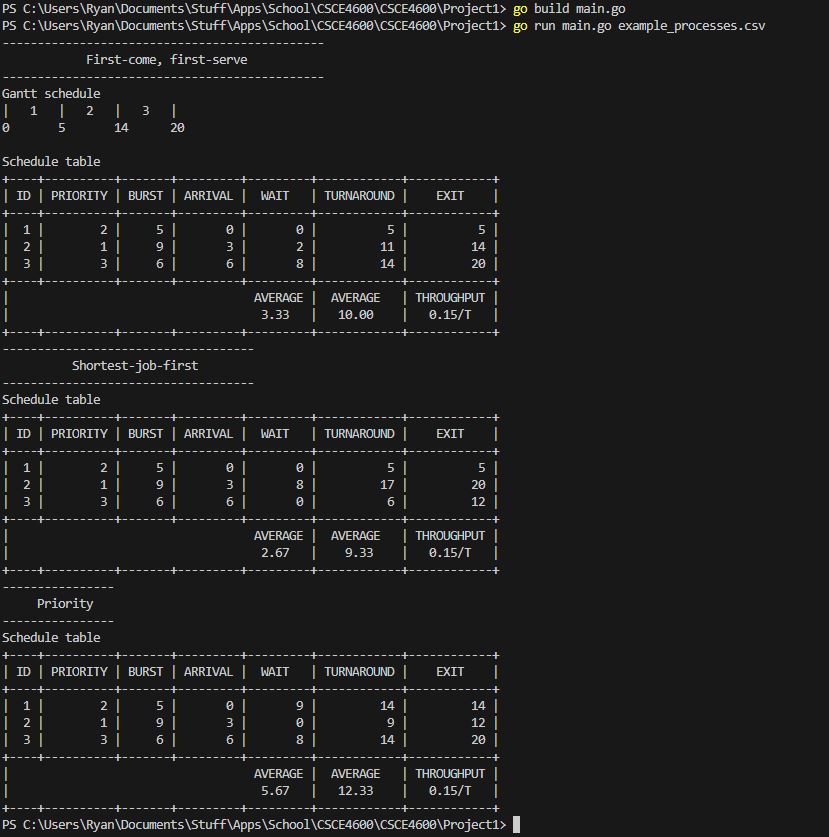 PS C:\Users\Ryan\Documents\Stuff\Apps\School\CSCE4600\CSCE4600\Project1> go build main.go
PS C:\Users\Ryan\Documents\Stuff\Apps\School\CSCE4600\CSCE4600\Project1> go run main.go example_processes.csv
----------------------------------------------
            First-come, first-serve
----------------------------------------------
Gantt schedule
|   1   |   2   |   3   |
0       5       14      20
Schedule table
+----+----------+-------+---------+---------+------------+------------+
| ID | PRIORITY | BURST | ARRIVAL |  WAIT   | TURNAROUND |    EXIT    |
+----+----------+-------+---------+---------+------------+------------+
|  1 |        2 |     5 |       0 |       0 |          5 |          5 |
|  2 |        1 |     9 |       3 |       2 |         11 |         14 |
|  3 |        3 |     6 |       6 |       8 |         14 |         20 |
+----+----------+-------+---------+---------+------------+------------+
|                                   AVERAGE |  AVERAGE   | THROUGHPUT |
|                                    3.33   |   10.00    |   0.15/T   |
+----+----------+-------+---------+---------+------------+------------+
------------------------------------
          Shortest-job-first
------------------------------------
Schedule table
+----+----------+-------+---------+---------+------------+------------+
| ID | PRIORITY | BURST | ARRIVAL |  WAIT   | TURNAROUND |    EXIT    |
+----+----------+-------+---------+---------+------------+------------+
|  1 |        2 |     5 |       0 |       0 |          5 |          5 |
|  2 |        1 |     9 |       3 |       8 |         17 |         20 |
|  3 |        3 |     6 |       6 |       0 |          6 |         12 |
+----+----------+-------+---------+---------+------------+------------+
|                                   AVERAGE |  AVERAGE   | THROUGHPUT |
|                                    2.67   |    9.33    |   0.15/T   |
+----+----------+-------+---------+---------+------------+------------+
----------------
     Priority
----------------
Schedule table
+----+----------+-------+---------+---------+------------+------------+
| ID | PRIORITY | BURST | ARRIVAL |  WAIT   | TURNAROUND |    EXIT    |
+----+----------+-------+---------+---------+------------+------------+
|  1 |        2 |     5 |       0 |       9 |         14 |         14 |
|  2 |        1 |     9 |       3 |       0 |          9 |         12 |
|  3 |        3 |     6 |       6 |       8 |         14 |         20 |
+----+----------+-------+---------+---------+------------+------------+
|                                   AVERAGE |  AVERAGE   | THROUGHPUT |
|                                    5.67   |   12.33    |   0.15/T   |
+----+----------+-------+---------+---------+------------+------------+
PS C:\Users\Ryan\Documents\Stuff\Apps\School\CSCE4600\CSCE4600\Project1>